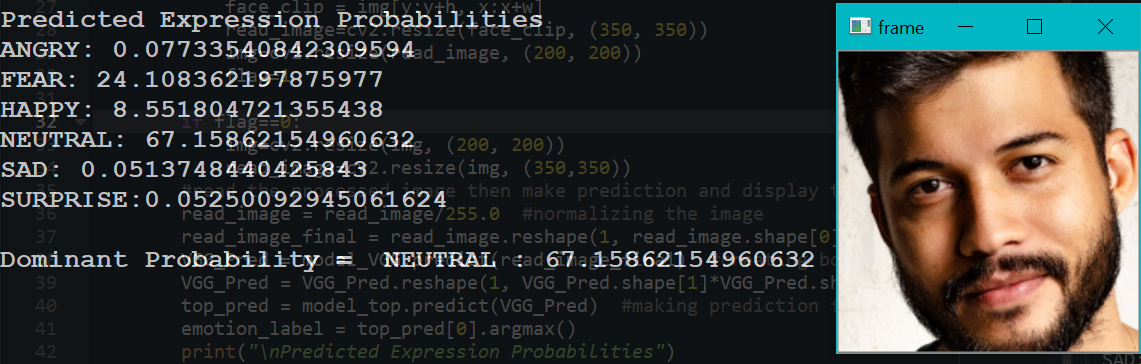 Predicted Expression Probabilities
ANGRY: 0.07733540842309594
FEAR: 24.108362197875977
HAPPY: 8.551804721355438
NEUTRAL: 67.15862154960632
SAD: 0.0513748440425843
SURPRISE:0.05250092945061624
Dominant Probability = NEUTRAL : 67.15862154960632
27 face_clip = img[y:y+h, x:x+w]
28 read_image=cv2.resize(face_clip, (350, 350))
(200, 200))
32 if flag==0:
img=cv2.resize(img, (200, 200))
cv2.resize(img, (350,350))
then make prediction and display
36 read_image = read_image/255.0 #normalizing the image
37 read_image_final = read_image.reshape(1, read_image.shape[0]
39 VGG_Pred = VGG_Pred.reshape(1, VGG_Pred.shape[1]*VGG_Pred.sh
40 top_pred = model_top.predict(VGG_Pred) #making prediction
41 emotion_label = top_pred[0].argmax()
42 print("\nPredicted Expression Probabilities")
frame
SAD